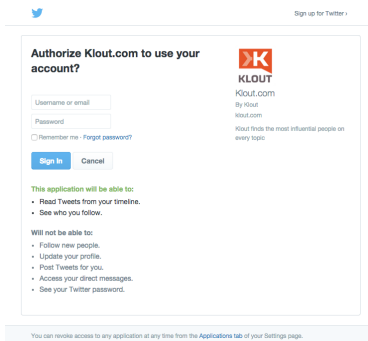 Sign up for Twitter ›
Authorize Klout.com to use your
account?
Username or email
Password
Remember me · Forgot password?
Sign In
Cancel
This application will be able to:
• Read Tweets from your timeline.
• See who you follow.
Will not be able to:
• Follow new people.
• Update your profile.
• Post Tweets for you.
• Access your direct messages.
• See your Twitter password.
KLOUT
Klout.com
By Klout
klout.com
Klout finds the most influential people on
every topic
You can revoke access to any application at any time from the Applications tab of your Settings page.